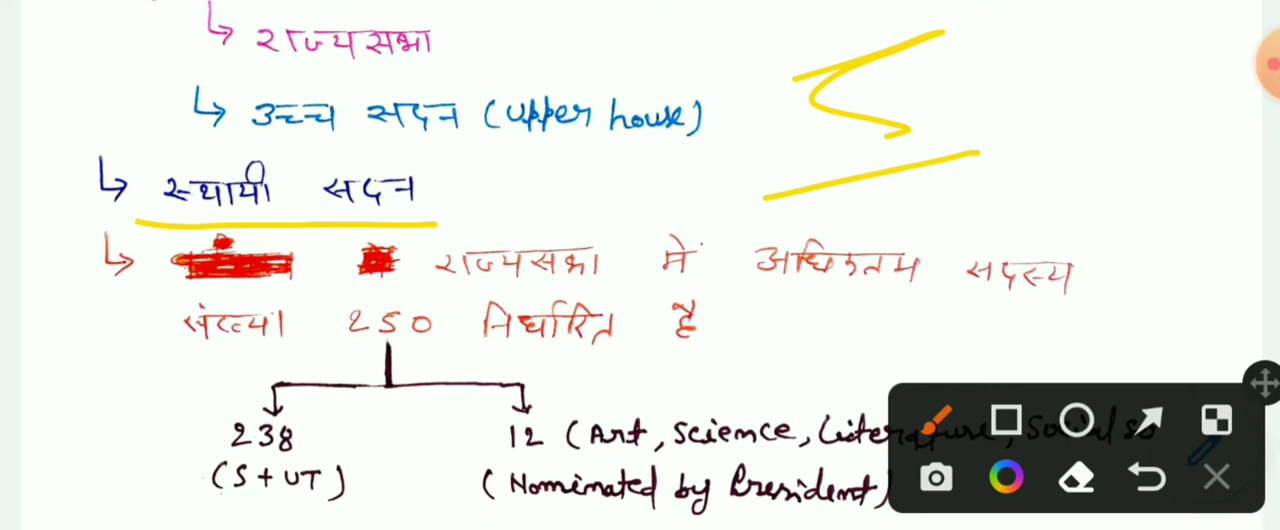 राज्यसभा
उच्च सदन (Upper house)
स्थायी सदन
राज्यसभा में अधिकतम सदस्य
संख्या 250 निर्धारित है
238 12 (Art, Science, Literature, Social
(S + UT) (Nominated by President)